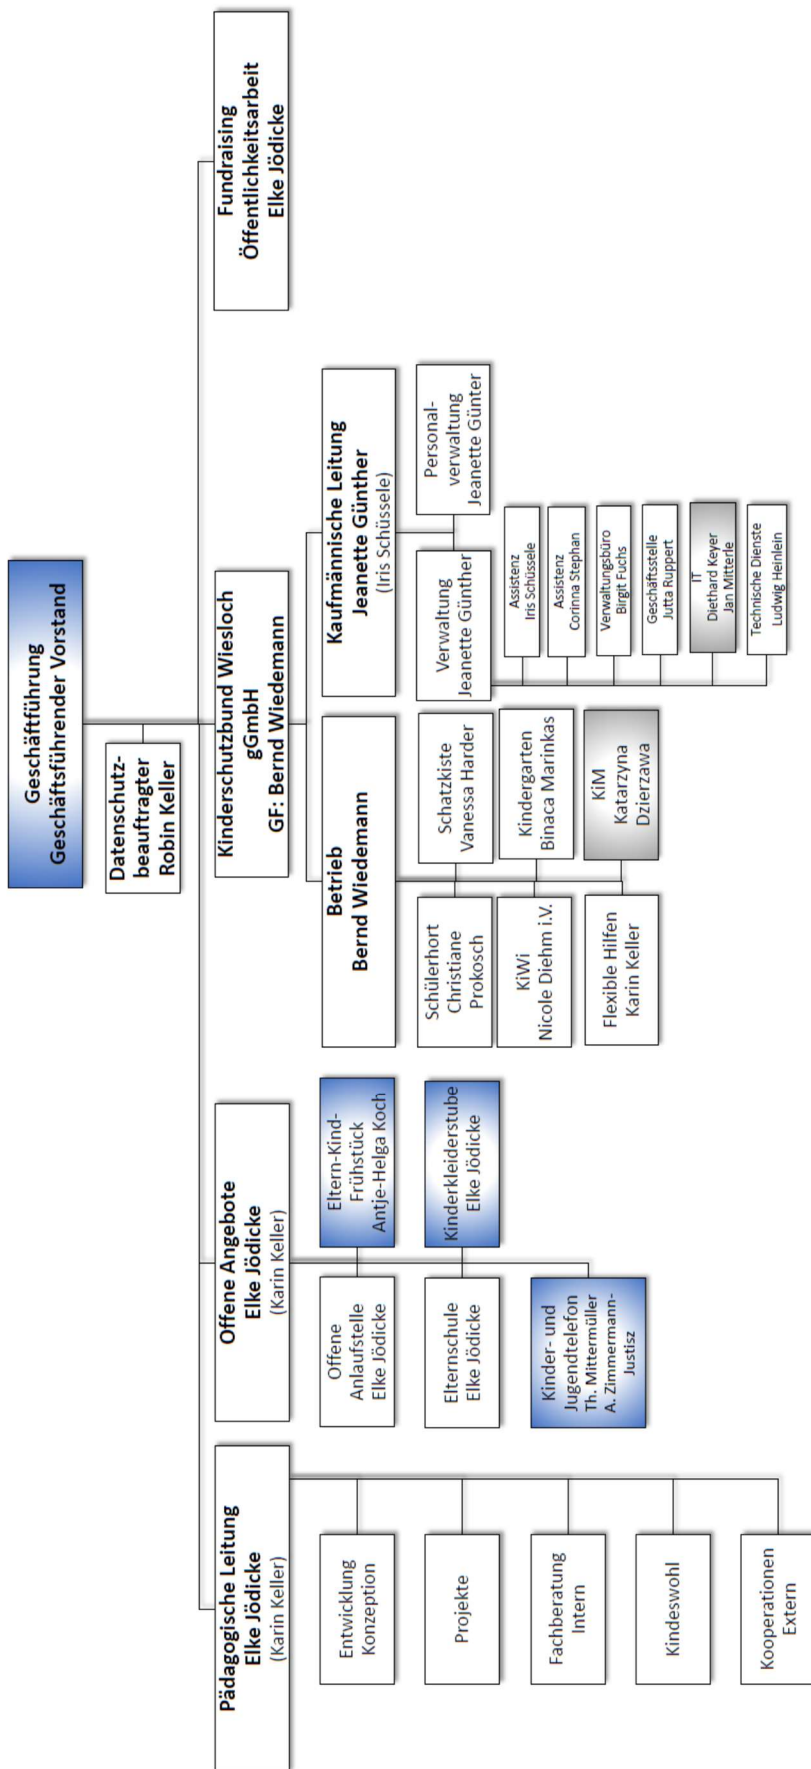 Geschäftführung
Geschäftsführender Vorstand
Datenschutz-
beauftragter
Robin Keller
Pädagogische Leitung
Elke Jödicke
(Karin Keller)
Entwicklung
Konzeption
Projekte
Fachberatung
Intern
Kindeswohl
Kooperationen
Extern
Offene Angebote
Elke Jödicke
(Karin Keller)
Offene
Anlaufstelle
Elke Jödicke
Eltern-Kind-
Frühstück
Antje-Helga Koch
Elternschule
Elke Jödicke
Kinderkleiderstube
Elke Jödicke
Kinder- und
Jugendtelefon
Th. Mittermüller
A. Zimmermann-
Justisz
Kinderschutzbund Wiesloch
gGmbH
GF: Bernd Wiedemann
Betrieb
Bernd Wiedemann
Schülerhort
Christiane
Prokosch
Schatzkiste
Vanessa Harder
KiWi
Nicole Diehm i.V.
Kindergarten
Binaca Marinkas
Flexible Hilfen
Karin Keller
KiM
Katarzyna
Dzierzawa
Kaufmännische Leitung
Jeanette Günther
(Iris Schüssele)
Verwaltung
Jeanette Günther
Personal-
verwaltung
Jeanette Günter
Assistenz
Iris Schüssele
Assistenz
Corinna Stephan
Verwaltungsbüro
Birgit Fuchs
Geschäftsstelle
Jutta Ruppert
IT
Diethard Keyer
Jan Mitterle
Technische Dienste
Ludwig Heinlein
Fundraising
Öffentlichkeitsarbeit
Elke Jödicke